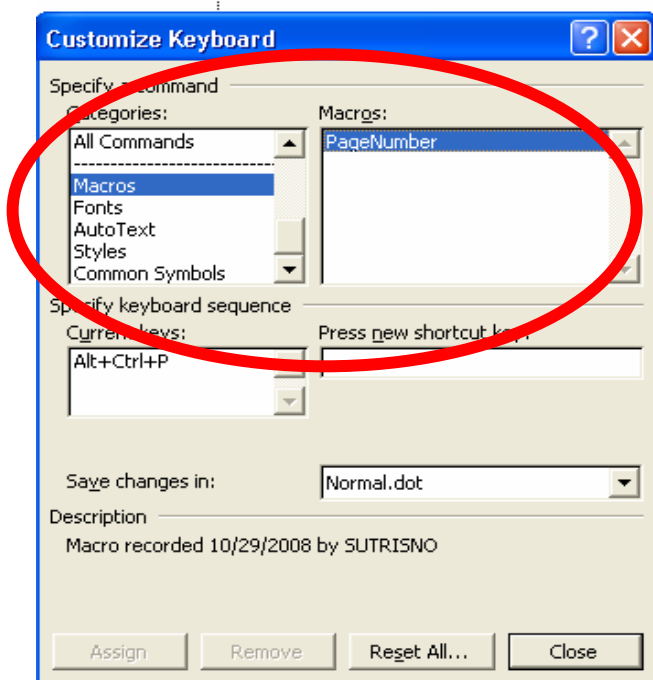 Customize Keyboard
Specify a command
Categories: Macros:
All Commands PageNumber
Macros
Fonts
AutoText
Styles
Common Symbols
Specify keyboard sequence
Current keys: Press new shortcut key:
Alt+Ctrl+P
Save changes in: Normal.dot
Description
Macro recorded 10/29/2008 by SUTRISNO
Assign Remove Reset All... Close